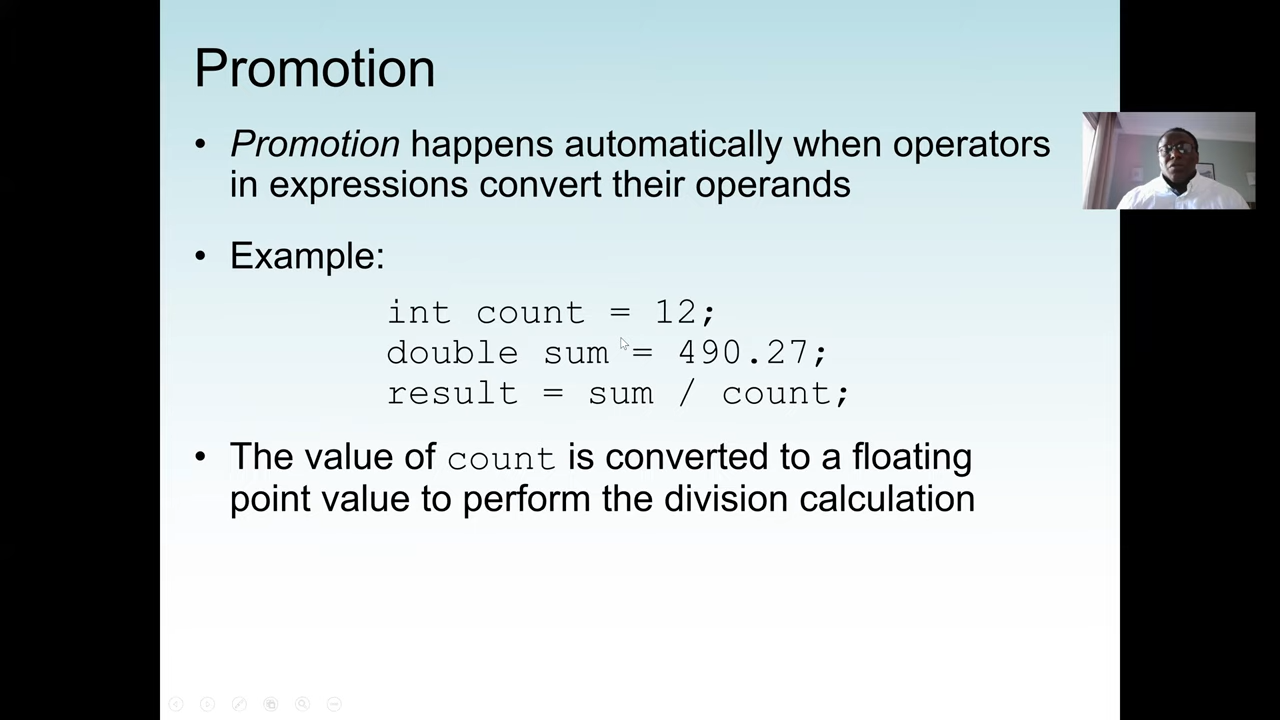 Promotion
• Promotion happens automatically when operators
in expressions convert their operands
• Example:
int count = 12;
double sum = 490.27;
result = sum / count;
• The value of count is converted to a floating
point value to perform the division calculation